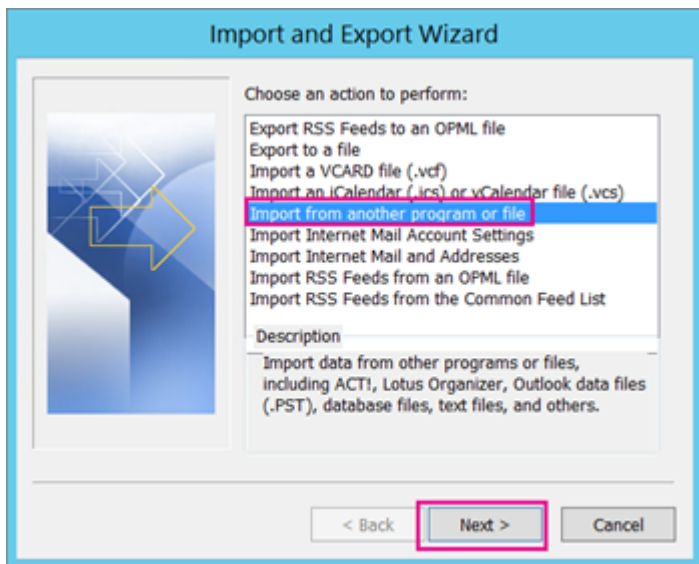 Import and Export Wizard
Choose an action to perform:
Export RSS Feeds to an OPML file
Export to a file
Import a VCARD file (.vcf)
Import an iCalendar (.ics) or vCalendar file (.vcs)
Import from another program or file
Import Internet Mail Account Settings
Import Internet Mail and Addresses
Import RSS Feeds from an OPML file
Import RSS Feeds from the Common Feed List
Description
Import data from other programs or files,
including ACT!, Lotus Organizer, Outlook data files
(.PST), database files, text files, and others.
< Back Next > Cancel